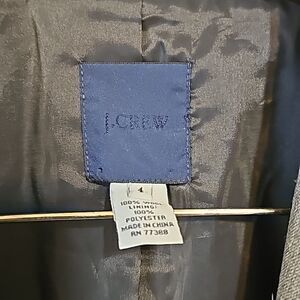 J.CREW
4
100% WOOL
LINING:
100%
POLYESTER
MADE IN CHINA
RN 77388